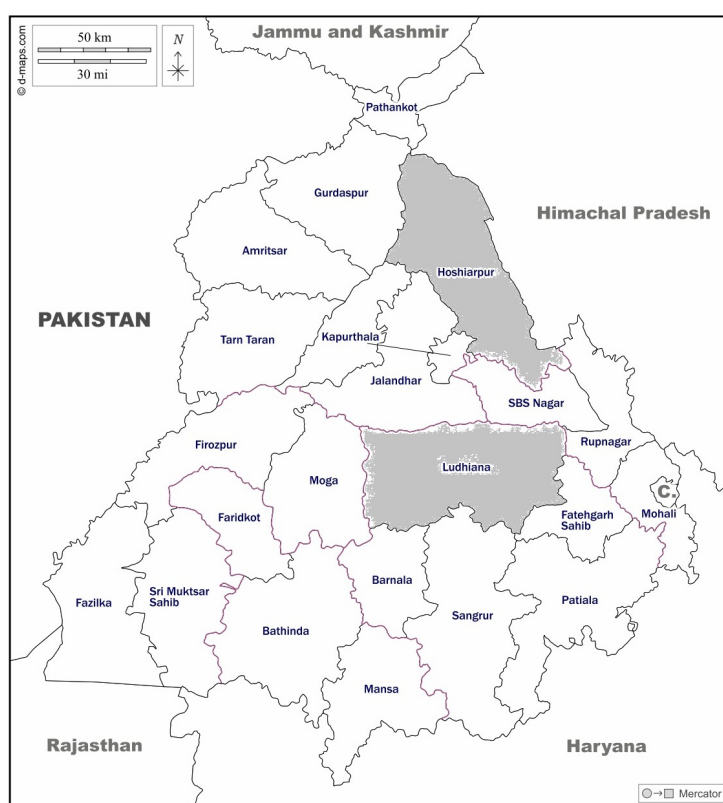 Jammu and Kashmir
50 km
30 mi
N
© d-maps.com
Pathankot
Gurdaspur
Himachal Pradesh
Amritsar
Hoshiarpur
PAKISTAN
Tarn Taran
Kapurthala
Jalandhar
SBS Nagar
Firozpur
Rupnagar
Ludhiana
Moga
C.
Faridkot
Fatehgarh
Sahib
Mohali
Fazilka
Sri Muktsar
Sahib
Barnala
Patiala
Sangrur
Bathinda
Mansa
Rajasthan
Haryana
Mercator